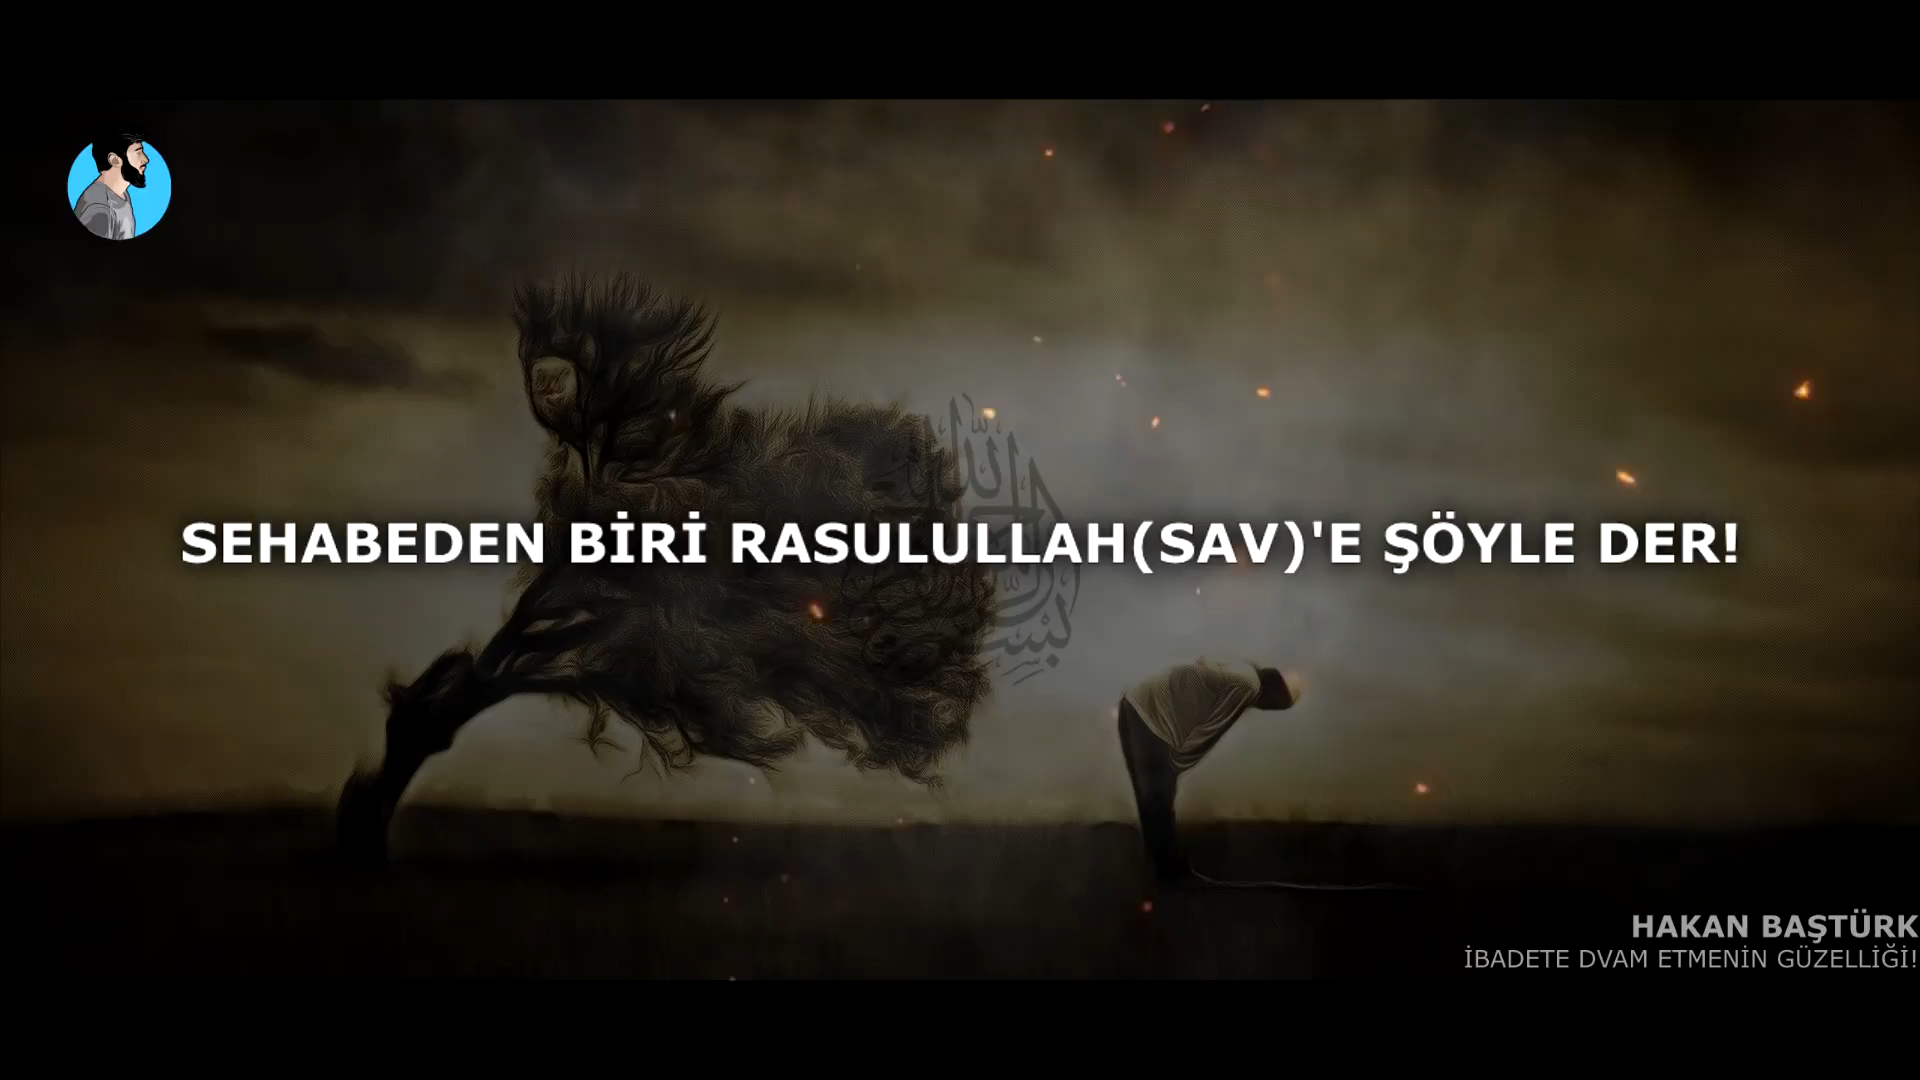 SEHABEDEN BİRİ RASULULLAH(SAV)'E ŞÖYLE DER!
HAKAN BAŞTÜRK
İBADETE DVAM ETMENİN GÜZELLİĞİ!